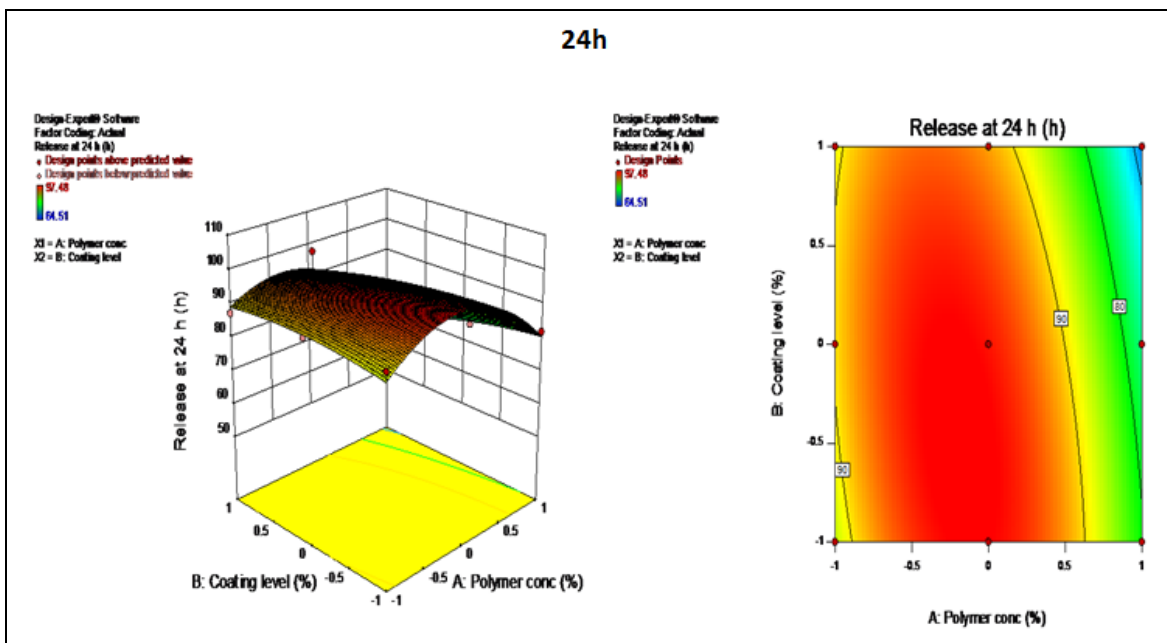 24h
Design-Expert® Software
Factor Coding: Actual
Release at 24 h (h)
Design points above predicted value
Design points below predicted value
97.48
64.51
X1 = A: Polymer conc
X2 = B: Coating level
110
100
90
80
70
60
50
Release at 24 h (h)
1
0.5
0
-0.5
-1
B: Coating level (%)
-1
-0.5
0
0.5
1
A: Polymer conc (%)
Design-Expert® Software
Factor Coding: Actual
Release at 24 h (h)
Design Points
97.48
64.51
X1 = A: Polymer conc
X2 = B: Coating level
Release at 24 h (h)
1
0.5
0
-0.5
-1
B: Coating level (%)
90
90
80
-1
-0.5
0
0.5
1
A: Polymer conc (%)